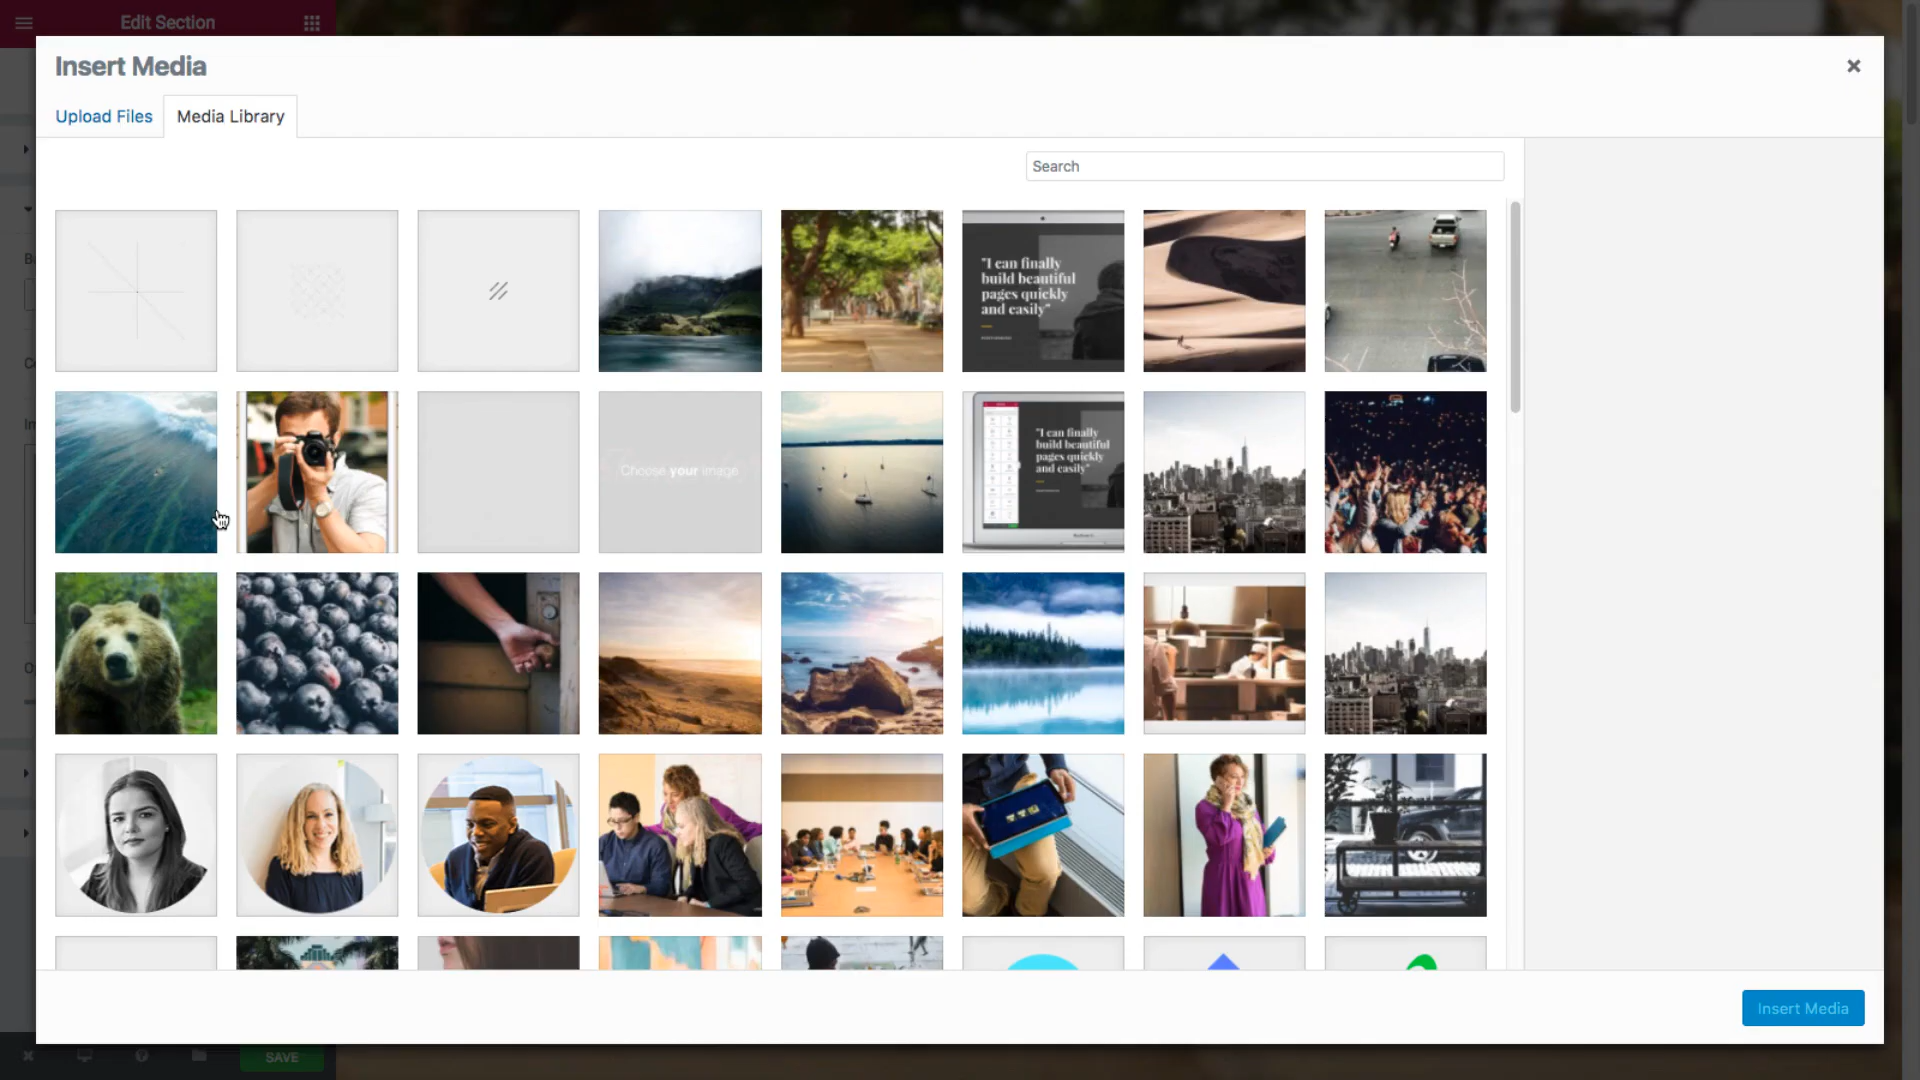 Edit Section
Insert Media
Upload Files
Media Library
Search
"I can finally
build beautiful
pages quickly
and easily"
Choose your image
"I can finally
build beautiful
pages quickly
and easily"
Insert Media
SAVE